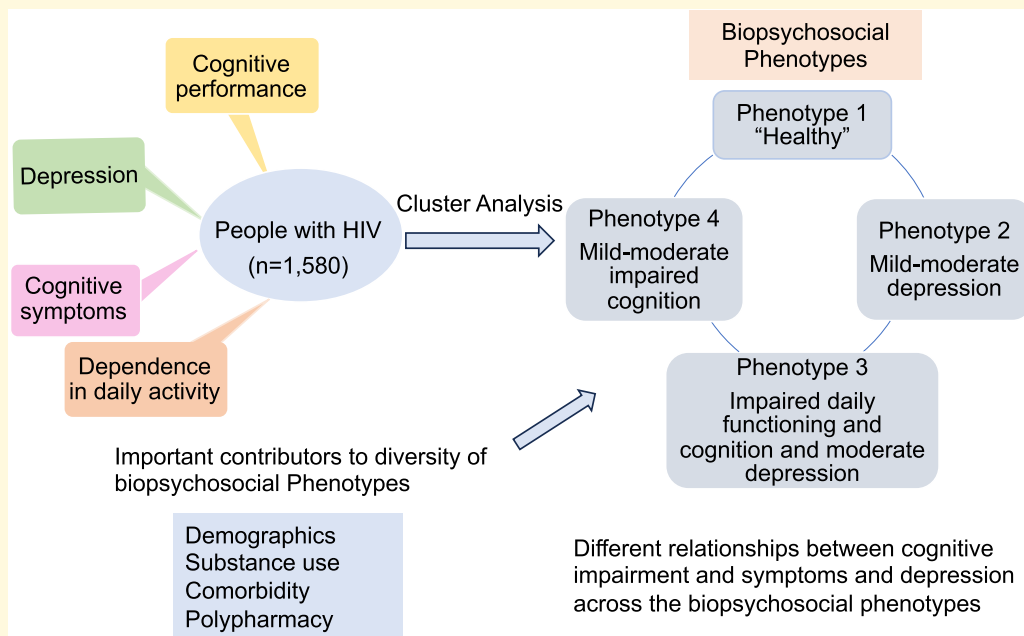 Cognitive
performance
Depression
Cognitive
symptoms
Dependence
in daily activity
People with HIV
(n=1,580)
Cluster Analysis
Biopsychosocial
Phenotypes
Phenotype 1
“Healthy”
Phenotype 2
Mild-moderate
depression
Phenotype 3
Impaired daily
functioning and
cognition and moderate
depression
Phenotype 4
Mild-moderate
impaired
cognition
Important contributors to diversity of
biopsychosocial Phenotypes
Demographics
Substance use
Comorbidity
Polypharmacy
Different relationships between cognitive
impairment and symptoms and depression
across the biopsychosocial phenotypes